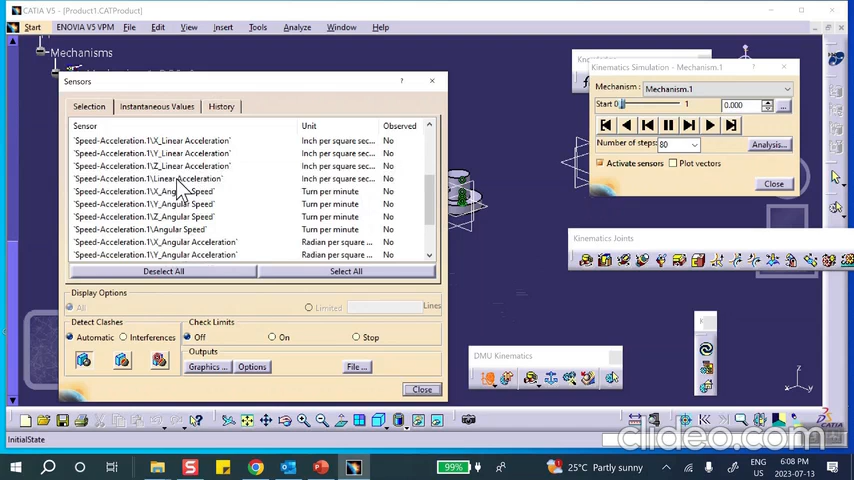 CATIA V5 - [Product1.CATProduct]
Start ENOVIA V5 VPM File Edit View Insert Tools Analyze Window Product Help
Mechanisms
Sensors ?
Selection Instantaneous Values History
Sensor Unit Observed
`Speed-Acceleration.1\X_Linear Acceleration` Inch per square sec... No
`Speed-Acceleration.1\Y_Linear Acceleration` Inch per square sec... No
`Speed-Acceleration.1\Z_Linear Acceleration` Inch per square sec... No
`Speed-Acceleration.1\Linear Acceleration` Inch per square sec... No
`Speed-Acceleration.1\X_Angular Speed` Turn per minute No
`Speed-Acceleration.1\Y_Angular Speed` Turn per minute No
`Speed-Acceleration.1\Z_Angular Speed` Turn per minute No
`Speed-Acceleration.1\Angular Speed` Turn per minute No
`Speed-Acceleration.1\X_Angular Acceleration` Radian per square ... No
`Speed-Acceleration.1\Y_Angular Acceleration` Radian per square ... No
Deselect All Select All
Display Options
All Limited Lines
Detect Clashes Check Limits
Automatic Interferences Off On Stop
Outputs
Graphics ... Options File ...
Close
Kinematics Simulation - Mechanism.1 ?
Mechanism : Mechanism.1
Start 0 1 0.000 ...
Number of steps: 80 Analysis...
Activate sensors Plot vectors
Close
Kinematics Joints
DMU Kinematics
InitialState
clideo.com
99%
25°C Partly sunny
ENG
US
6:08 PM
2023-07-13